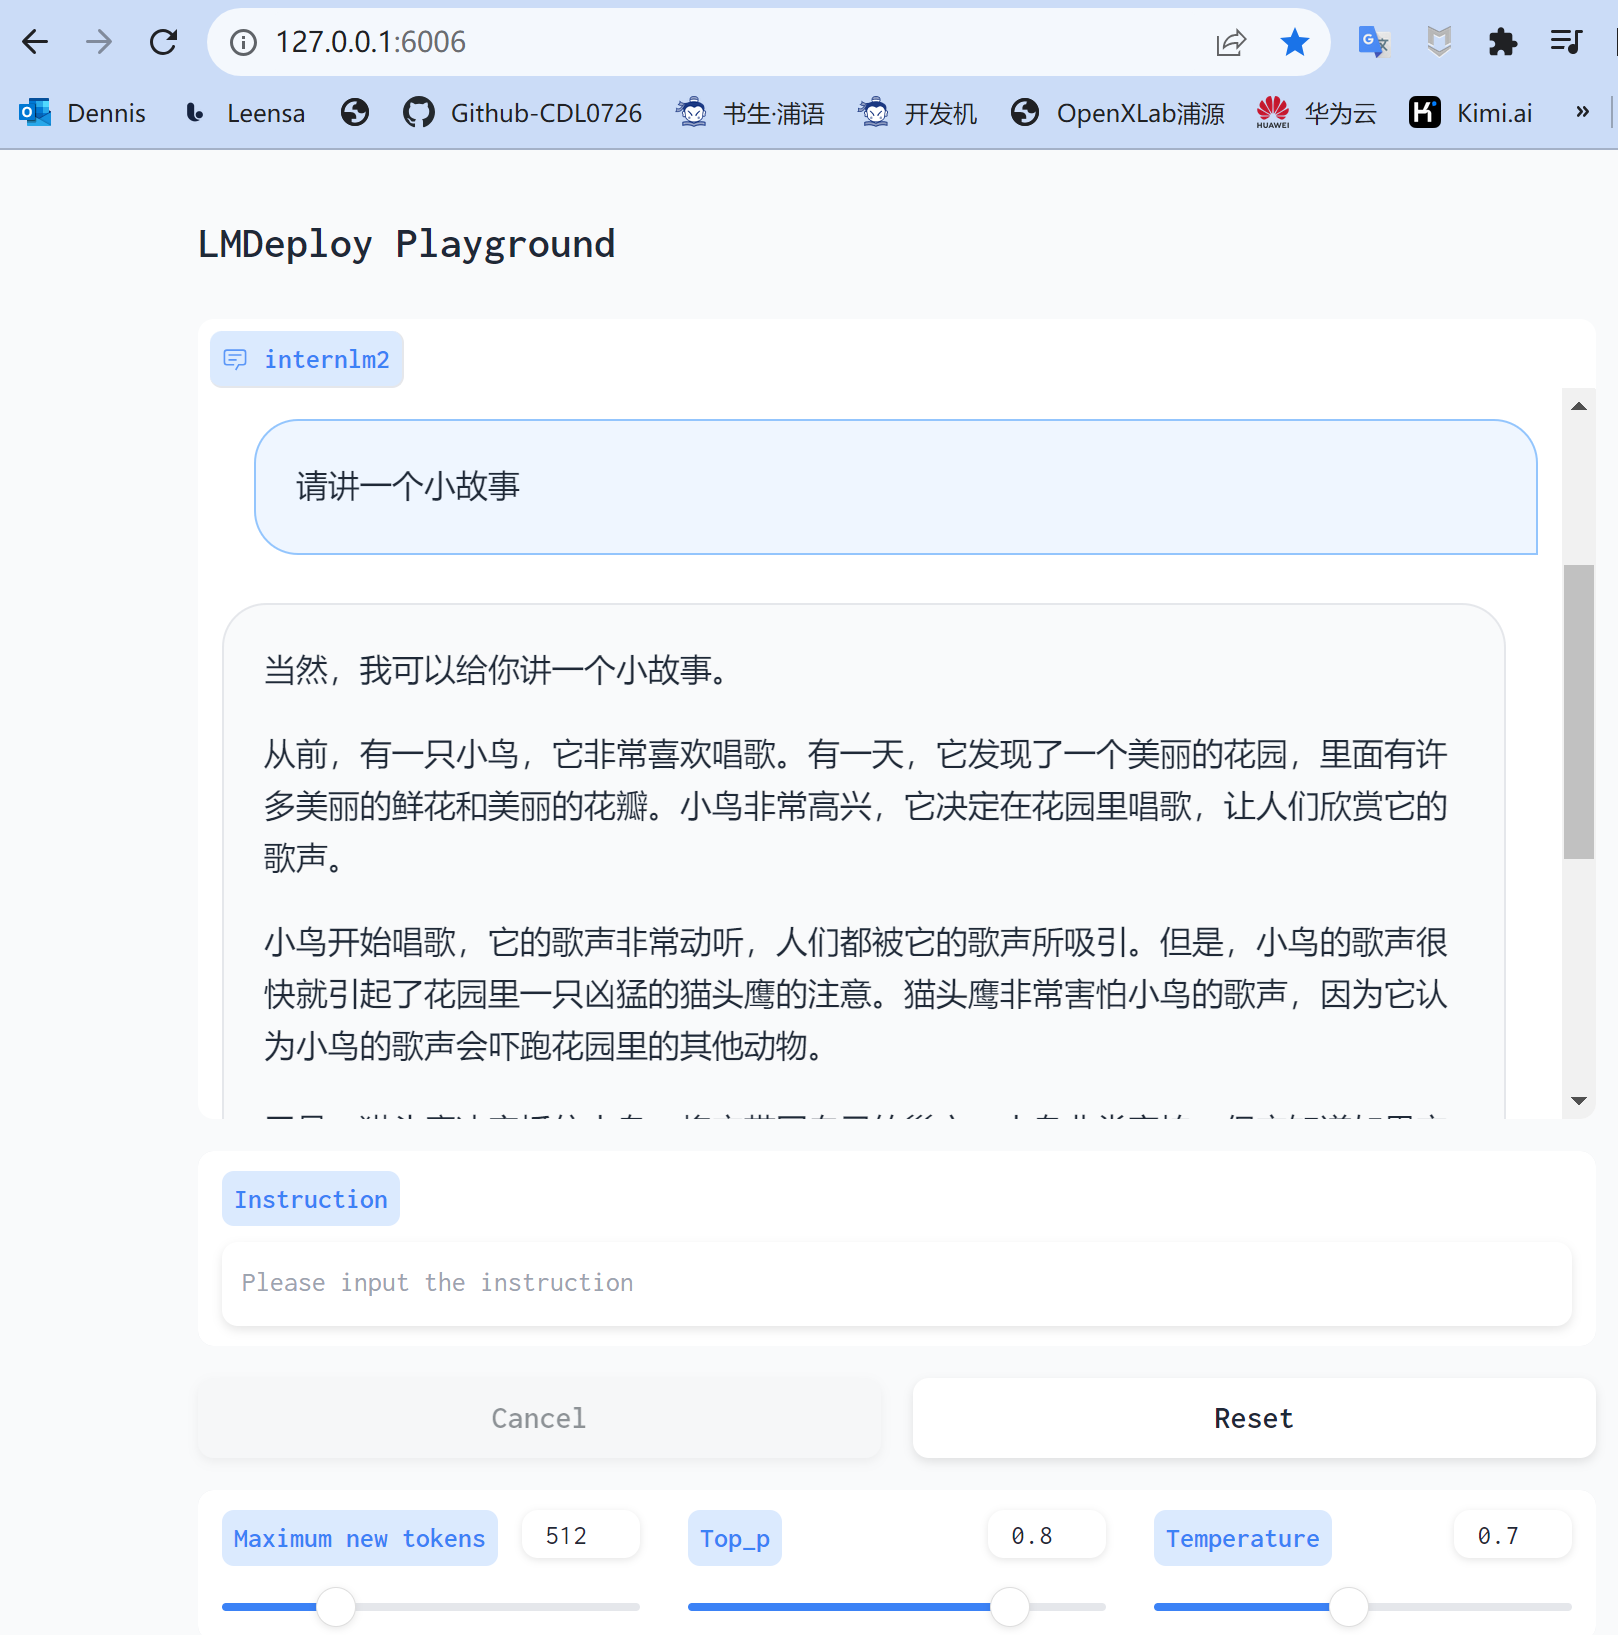 127.0.0.1:6006
Dennis Leensa Github-CDL0726 书生·浦语 开发机 OpenXLab浦源 HUAWEI 华为云 Kimi.ai »
LMDeploy Playground
internlm2
请讲一个小故事
当然，我可以给你讲一个小故事。
从前，有一只小鸟，它非常喜欢唱歌。有一天，它发现了一个美丽的花园，里面有许
多美丽的鲜花和美丽的花瓣。小鸟非常高兴，它决定在花园里唱歌，让人们欣赏它的
歌声。
小鸟开始唱歌，它的歌声非常动听，人们都被它的歌声所吸引。但是，小鸟的歌声很
快就引起了花园里一只凶猛的猫头鹰的注意。猫头鹰非常害怕小鸟的歌声，因为它认
为小鸟的歌声会吓跑花园里的其他动物。
Instruction
Please input the instruction
Cancel Reset
Maximum new tokens 512 Top_p 0.8 Temperature 0.7